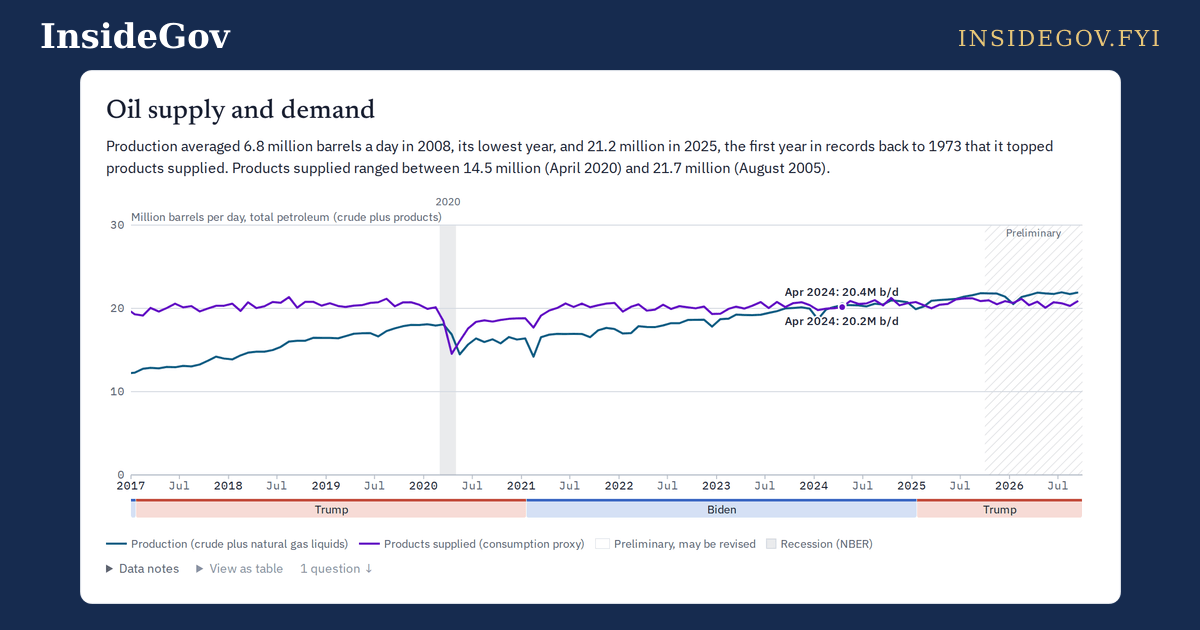 InsideGov
INSIDEGOV.FYI
Oil supply and demand
Production averaged 6.8 million barrels a day in 2008, its lowest year, and 21.2 million in 2025, the first year in records back to 1973 that it topped
products supplied. Products supplied ranged between 14.5 million (April 2020) and 21.7 million (August 2005).
2020
Million barrels per day, total petroleum (crude plus products)
30
Preliminary
Apr 2024: 20.4M b/d
20
Apr 2024: 20.2M b/d
10
0
2017 Jul 2018 Jul 2019 Jul 2020 Jul 2021 Jul 2022 Jul 2023 Jul 2024 Jul 2025 Jul 2026 Jul
Trump Biden Trump
Production (crude plus natural gas liquids) Products supplied (consumption proxy) Preliminary, may be revised Recession (NBER)
▶ Data notes ▶ View as table 1 question ↓